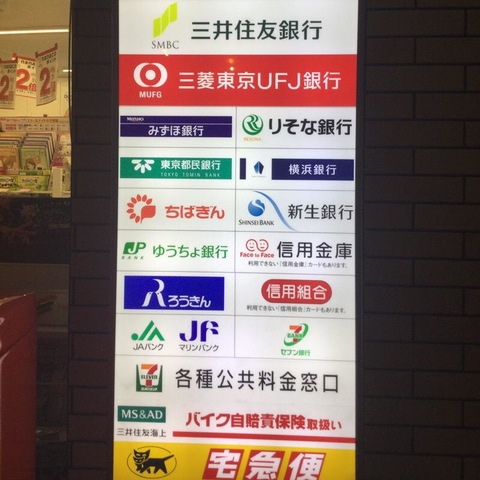 SMBC 三井住友銀行
MUFG 三菱東京UFJ銀行
MIZUHO みずほ銀行
RESONA りそな銀行
東京都民銀行
TOKYO TOMIN BANK
横浜銀行
ちばぎん
SHINSEI BANK 新生銀行
JP BANK ゆうちょ銀行
Face to Face 信用金庫
利用できない「信用金庫」カードもあります。
ろうきん
信用組合
利用できない「信用組合」カードもあります。
JA JAバンク
JF マリンバンク
7 BANK セブン銀行
7 ELEVEN 各種公共料金窓口
MS&AD
三井住友海上
バイク自賠責保険取扱い
宅急便